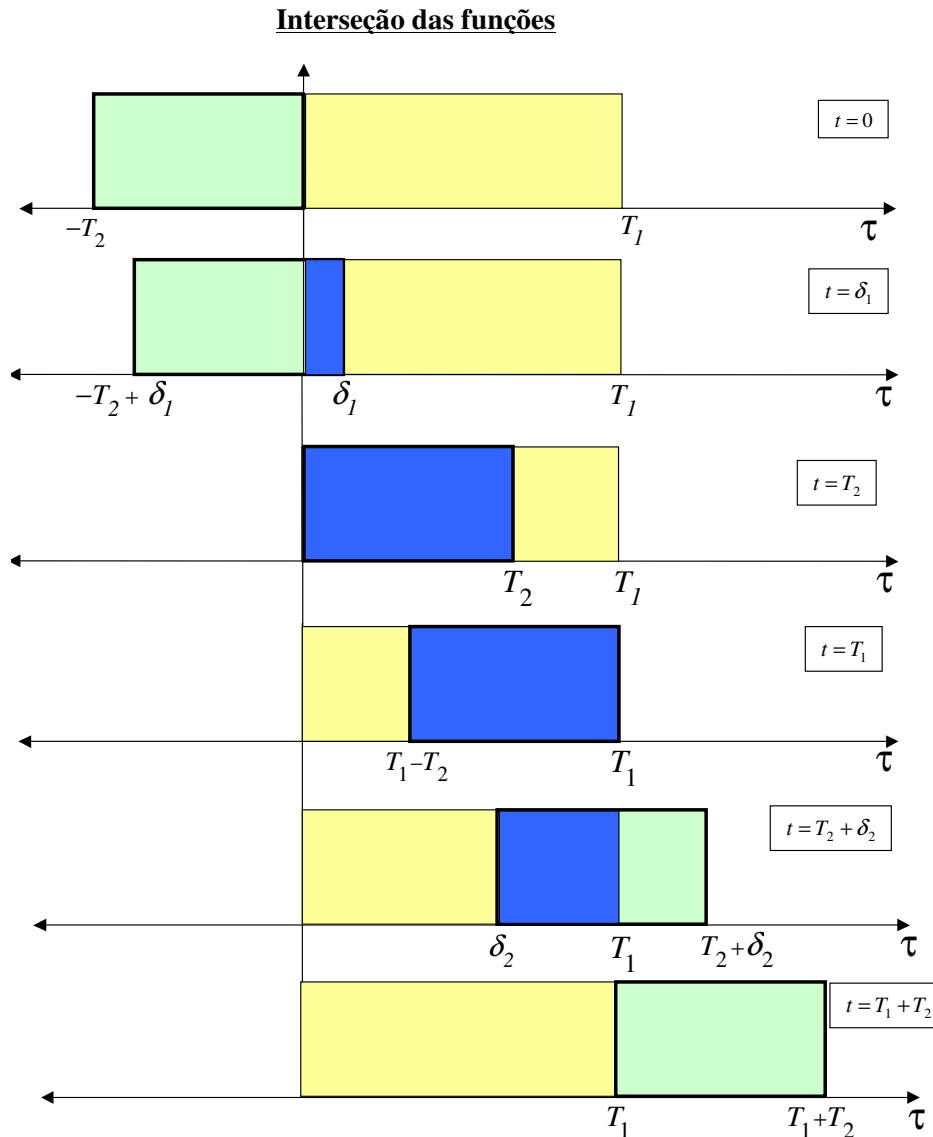 Interseção das funções
t = 0
−T₂ T₁ τ
t = δ₁
−T₂ + δ₁ δ₁ T₁ τ
t = T₂
T₂ T₁ τ
t = T₁
T₁−T₂ T₁ τ
t = T₂ + δ₂
δ₂ T₁ T₂ + δ₂ τ
t = T₁ + T₂
T₁ T₁+T₂ τ